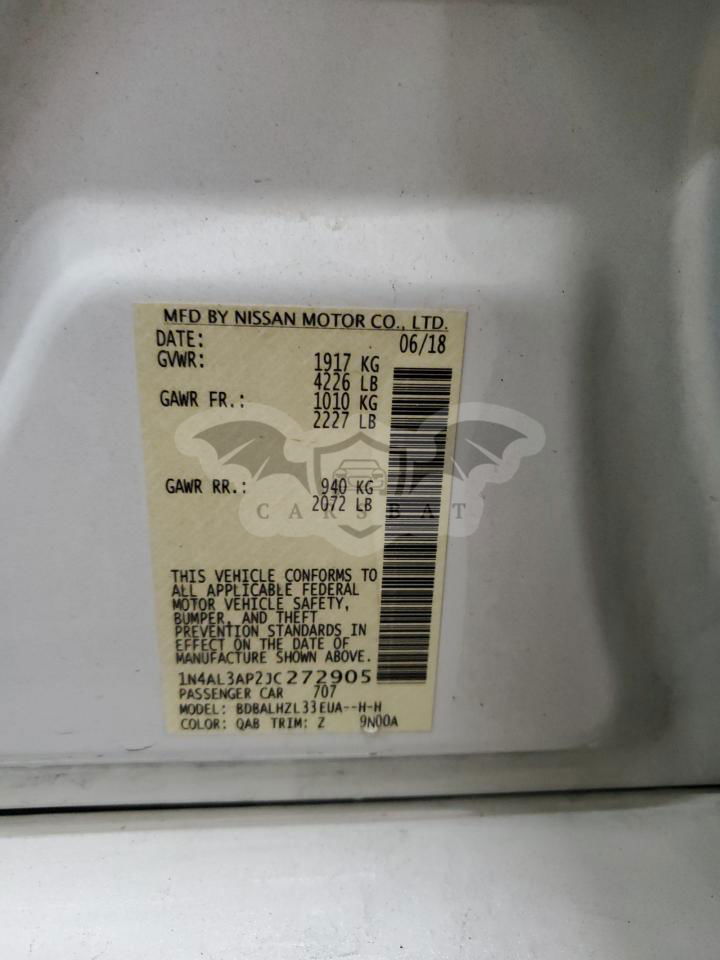 MFD BY NISSAN MOTOR CO., LTD.
DATE: 06/18
GVWR: 1917 KG
4226 LB
GAWR FR.: 1010 KG
2227 LB
GAWR RR.: 940 KG
2072 LB
CARSBAT
THIS VEHICLE CONFORMS TO
ALL APPLICABLE FEDERAL
MOTOR VEHICLE SAFETY,
BUMPER, AND THEFT
PREVENTION STANDARDS IN
EFFECT ON THE DATE OF
MANUFACTURE SHOWN ABOVE.
1N4AL3AP2JC272905
PASSENGER CAR 707
MODEL: BDBALHZL33EUA--H-H
COLOR: QAB TRIM: Z 9N00A